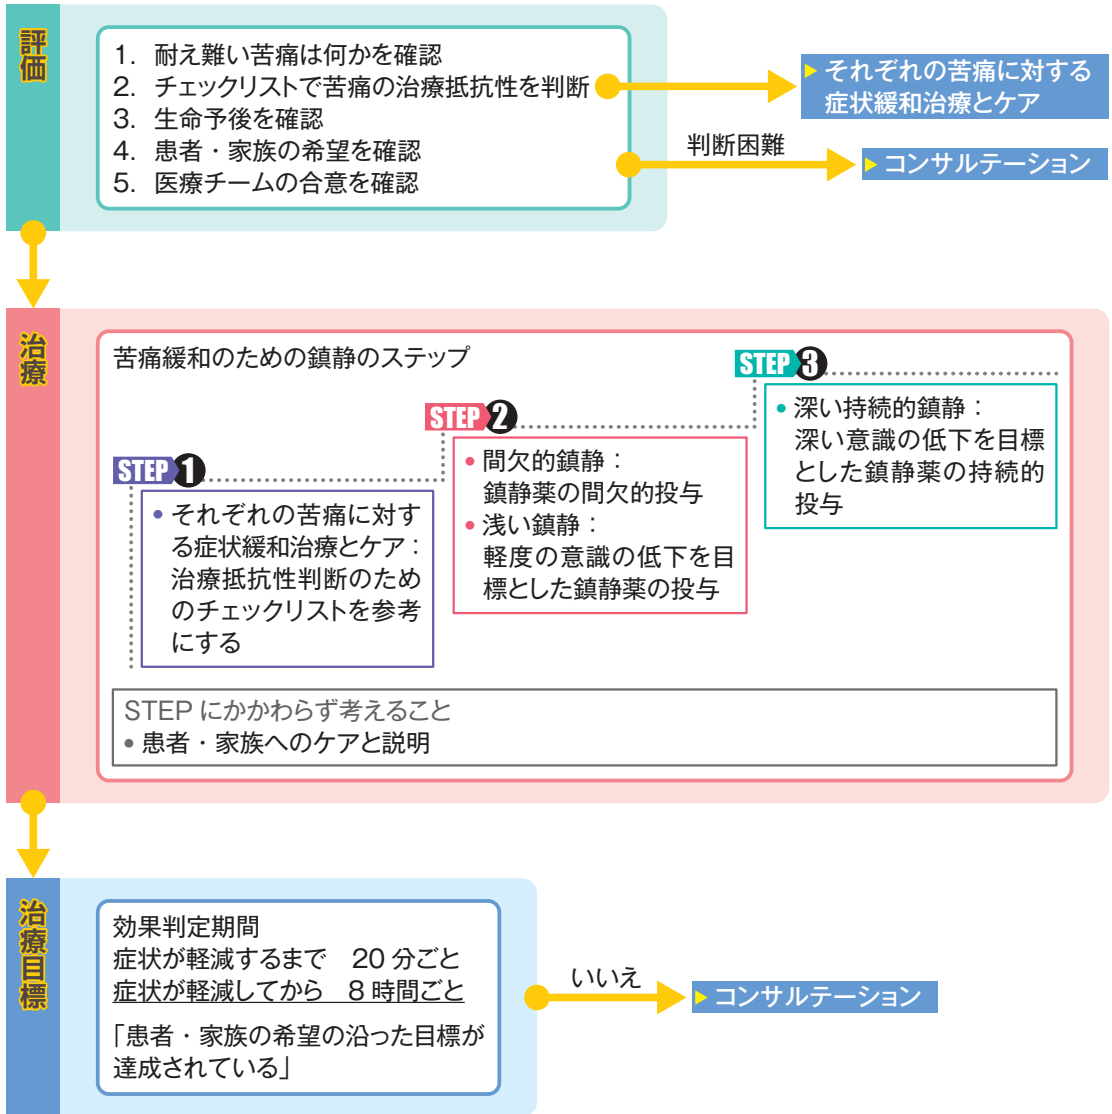 評価
1. 耐え難い苦痛は何かを確認
2. チェックリストで苦痛の治療抵抗性を判断
3. 生命予後を確認
4. 患者・家族の希望を確認
5. 医療チームの合意を確認
それぞれの苦痛に対する
症状緩和治療とケア
判断困難
コンサルテーション
治療
苦痛緩和のための鎮静のステップ
STEP 1
• それぞれの苦痛に対す
る症状緩和治療とケア：
治療抵抗性判断のため
のチェックリストを参考
にする
STEP 2
• 間欠的鎮静：
鎮静薬の間欠的投与
• 浅い鎮静：
軽度の意識の低下を目
標とした鎮静薬の投与
STEP 3
• 深い持続的鎮静：
深い意識の低下を目標
とした鎮静薬の持続的
投与
STEP にかかわらず考えること
• 患者・家族へのケアと説明
治療目標
効果判定期間
症状が軽減するまで　20 分ごと
症状が軽減してから　8 時間ごと
「患者・家族の希望の沿った目標が
達成されている」
いいえ
コンサルテーション